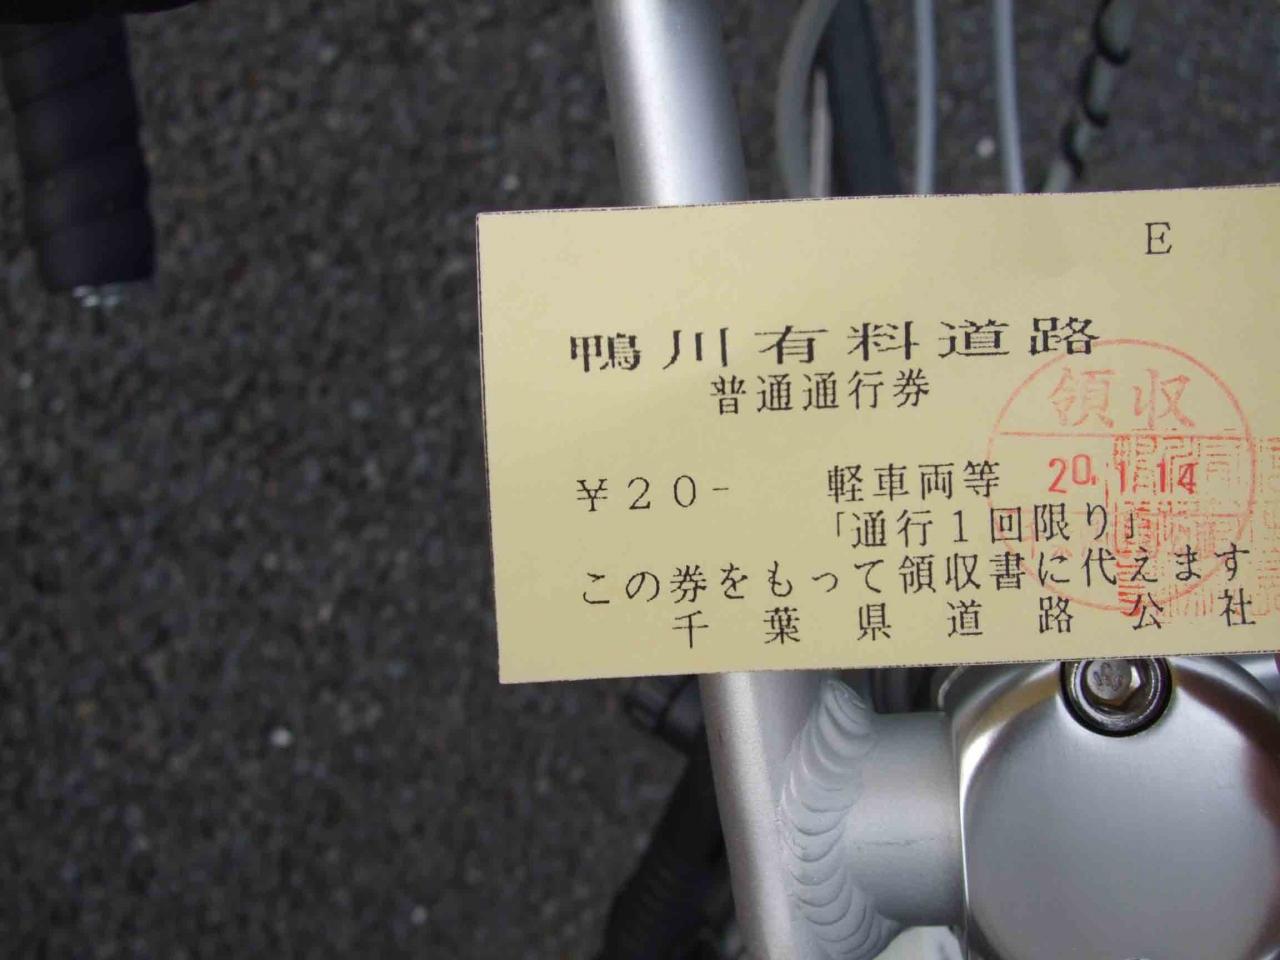 E
鴨川有料道路
普通通行券
領収
¥20- 軽車両等
20. 1. 14
「通行1回限り」
この券をもって領収書に代えます
千葉県道路公社